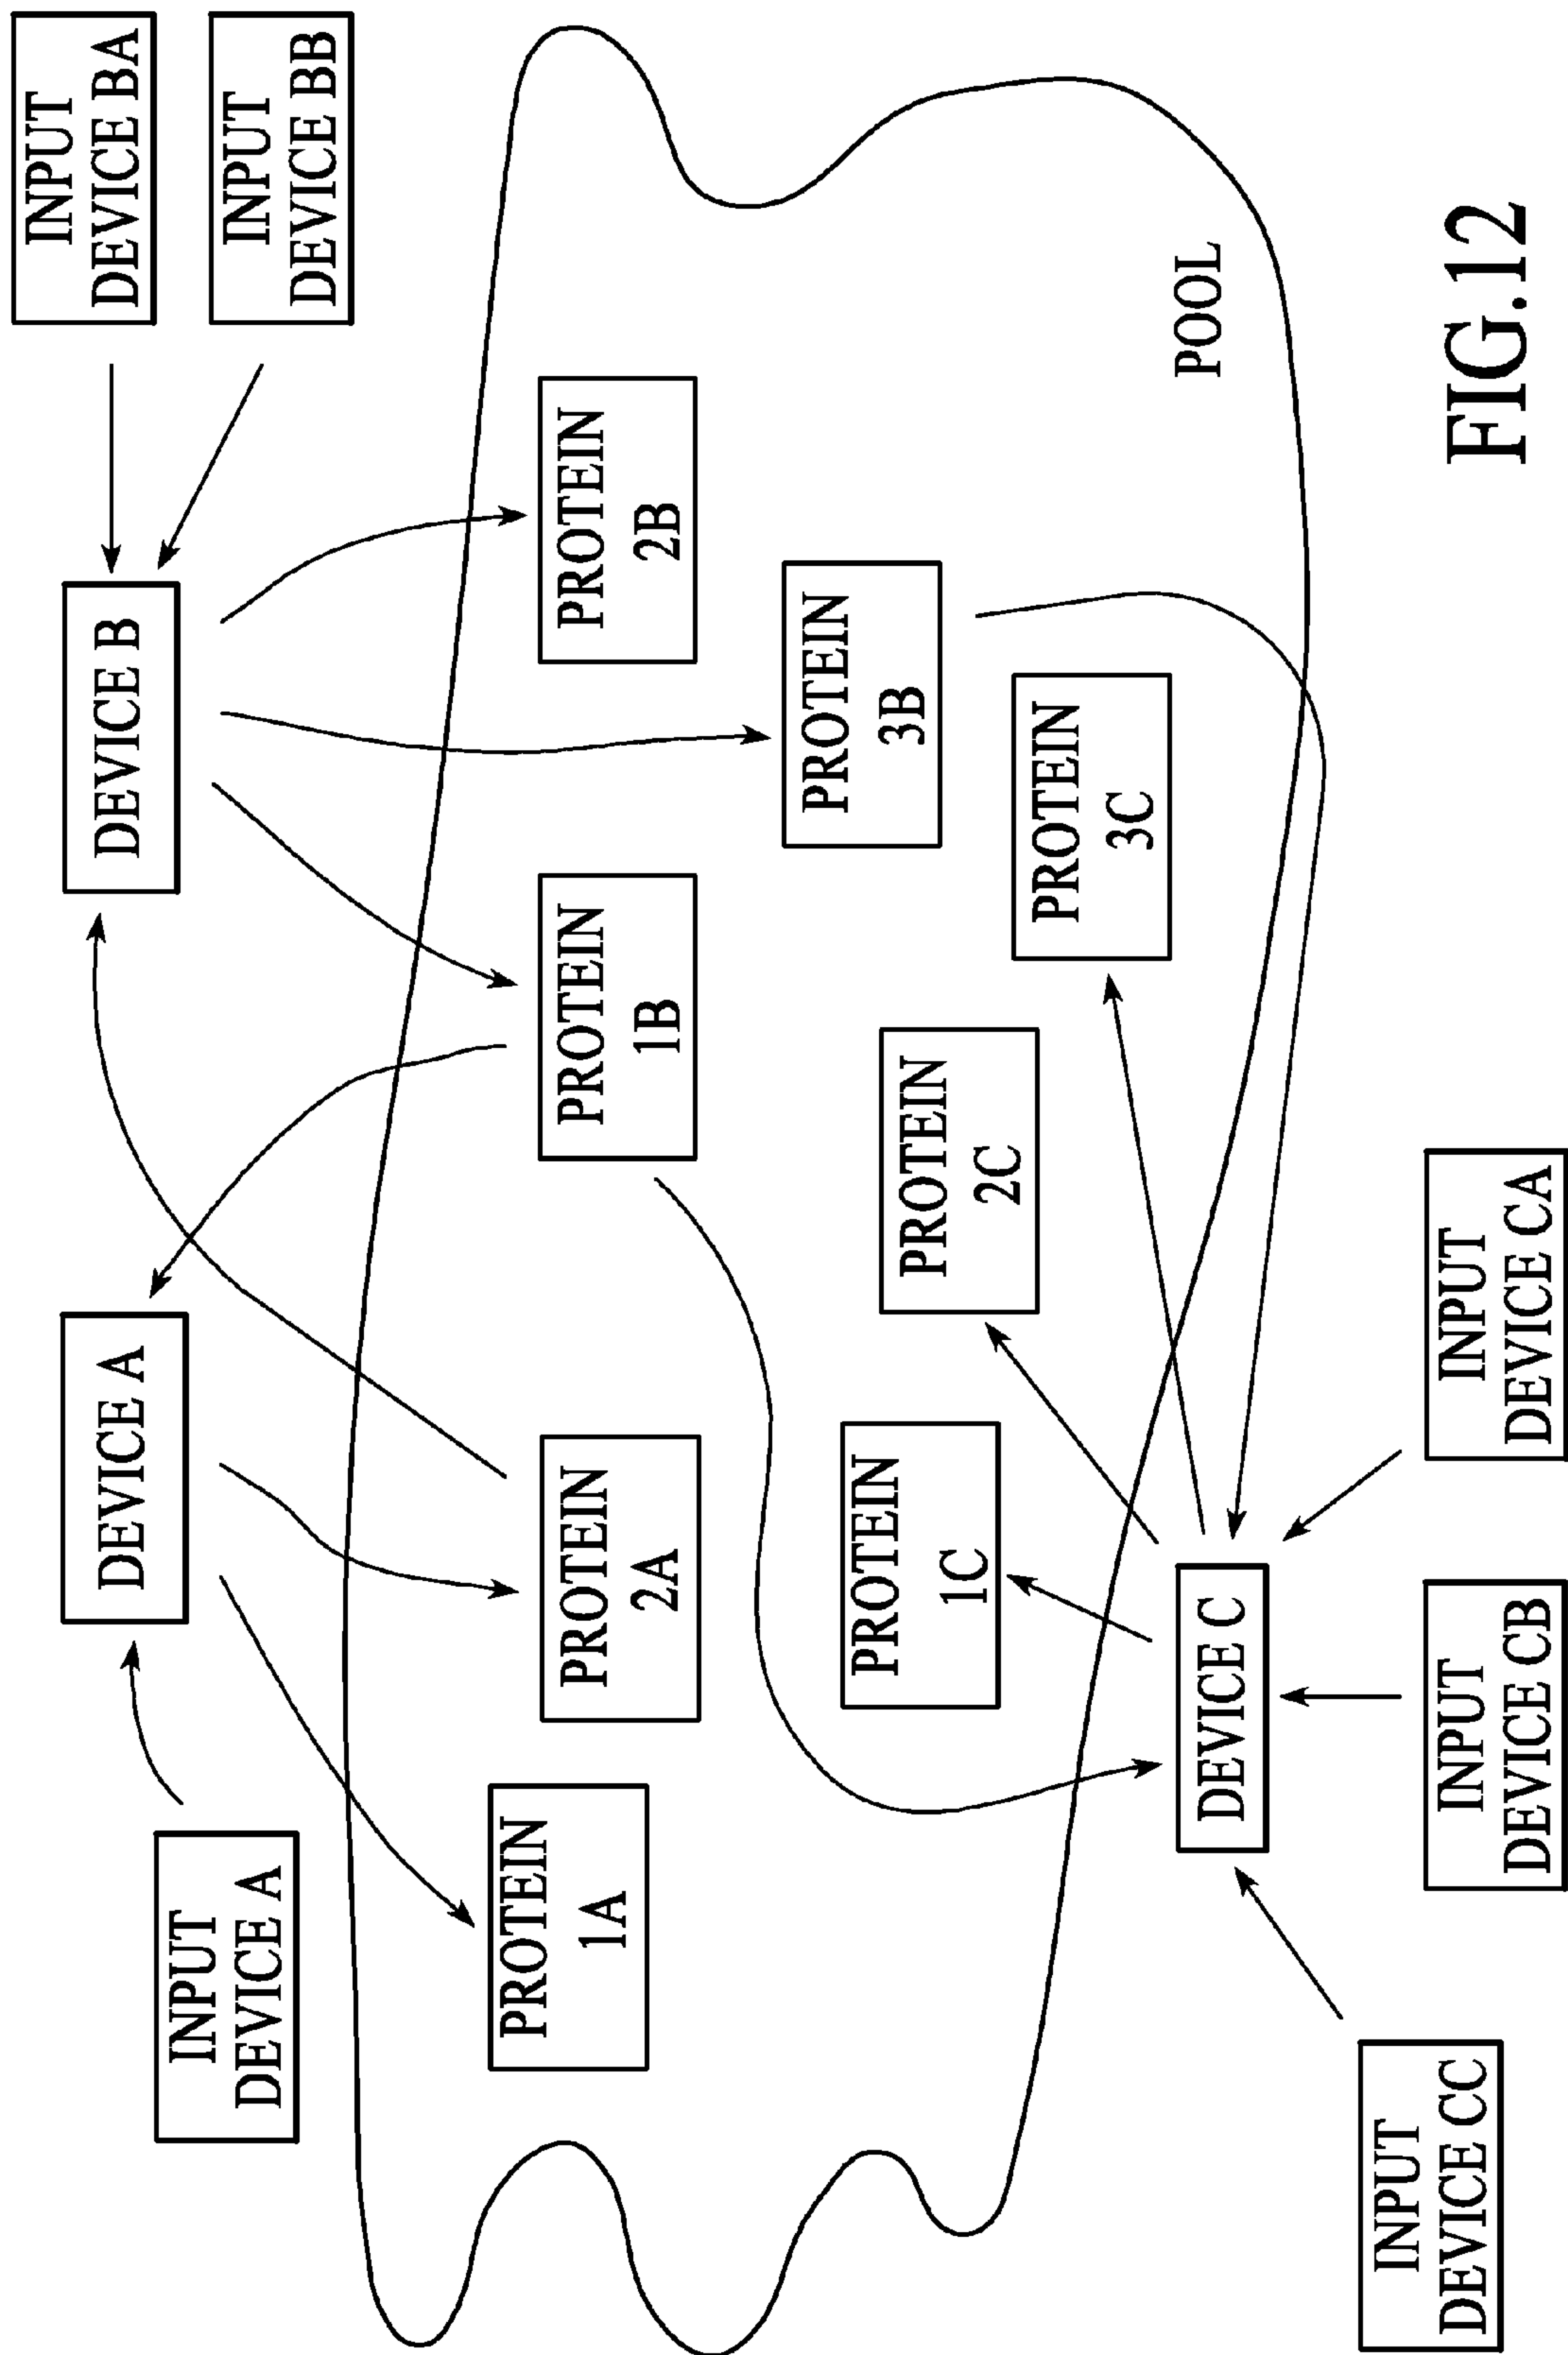 INPUT
DEVICE A
DEVICE A
DEVICE B
INPUT
DEVICE BA
INPUT
DEVICE BB
PROTEIN
1A
PROTEIN
2A
PROTEIN
1B
PROTEIN
2B
PROTEIN
3B
PROTEIN
1C
PROTEIN
2C
PROTEIN
3C
POOL
DEVICE C
INPUT
DEVICE CC
INPUT
DEVICE CB
INPUT
DEVICE CA
FIG.12